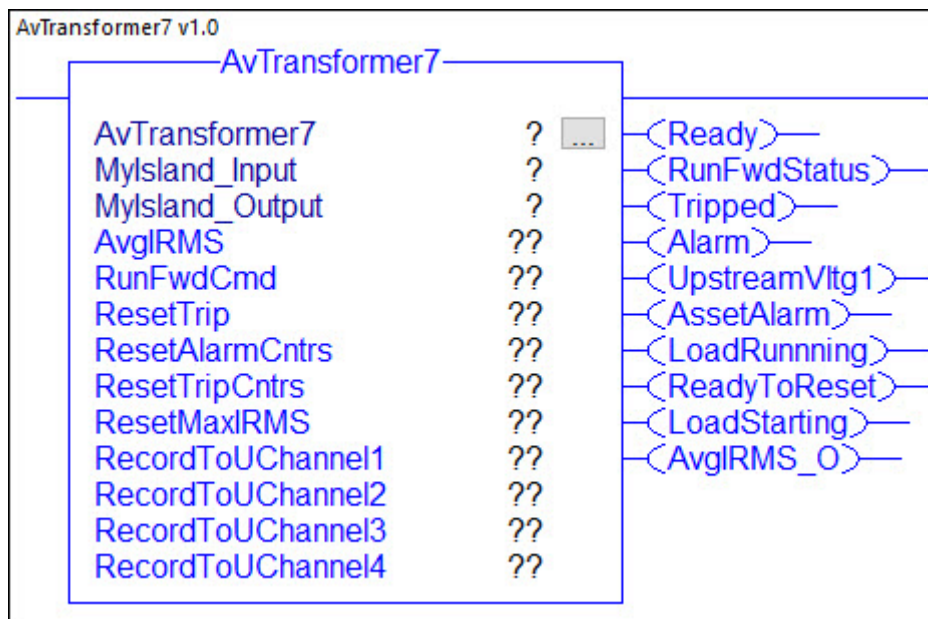 AvTransformer7 v1.0
AvTransformer7
AvTransformer7 ? ... Ready
MyIsland_Input ? RunFwdStatus
MyIsland_Output ? Tripped
AvgIRMS ?? Alarm
RunFwdCmd ?? UpstreamVltg1
ResetTrip ?? AssetAlarm
ResetAlarmCntrs ?? LoadRunnning
ResetTripCntrs ?? ReadyToReset
ResetMaxIRMS ?? LoadStarting
RecordToUChannel1 ?? AvgIRMS_O
RecordToUChannel2 ??
RecordToUChannel3 ??
RecordToUChannel4 ??